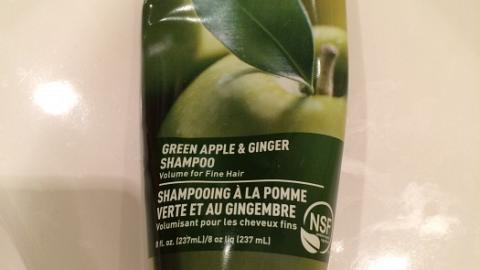 GREEN APPLE & GINGER
SHAMPOO
Volume for Fine Hair
SHAMPOOING À LA POMME
VERTE ET AU GINGEMBRE
Volumisant pour les cheveux fins
8 fl. oz. (237mL)/8 oz liq (237 mL)
NSF